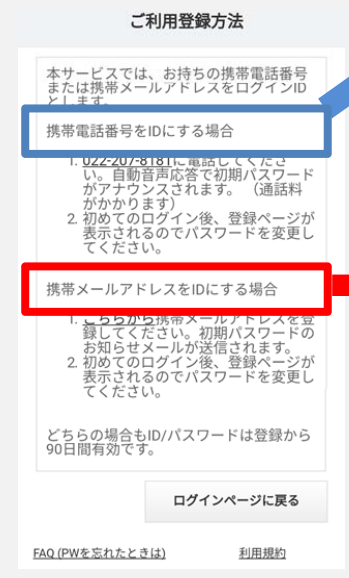 ご利用登録方法
本サービスでは、お持ちの携帯電話番号
または携帯メールアドレスをログインID
とします。
携帯電話番号をIDにする場合
1. 022-207-8181に電話してくださ
い。自動音声応答で初期パスワード
がアナウンスされます。（通話料
がかかります）
2. 初めてのログイン後、登録ページが
表示されるのでパスワードを変更し
てください。
携帯メールアドレスをIDにする場合
1. こちらから携帯メールアドレスを登
録してください。初期パスワードの
お知らせメールが送信されます。
2. 初めてのログイン後、登録ページが
表示されるのでパスワードを変更し
てください。
どちらの場合もID/パスワードは登録から
90日間有効です。
ログインページに戻る
FAQ (PWを忘れたときは)
利用規約